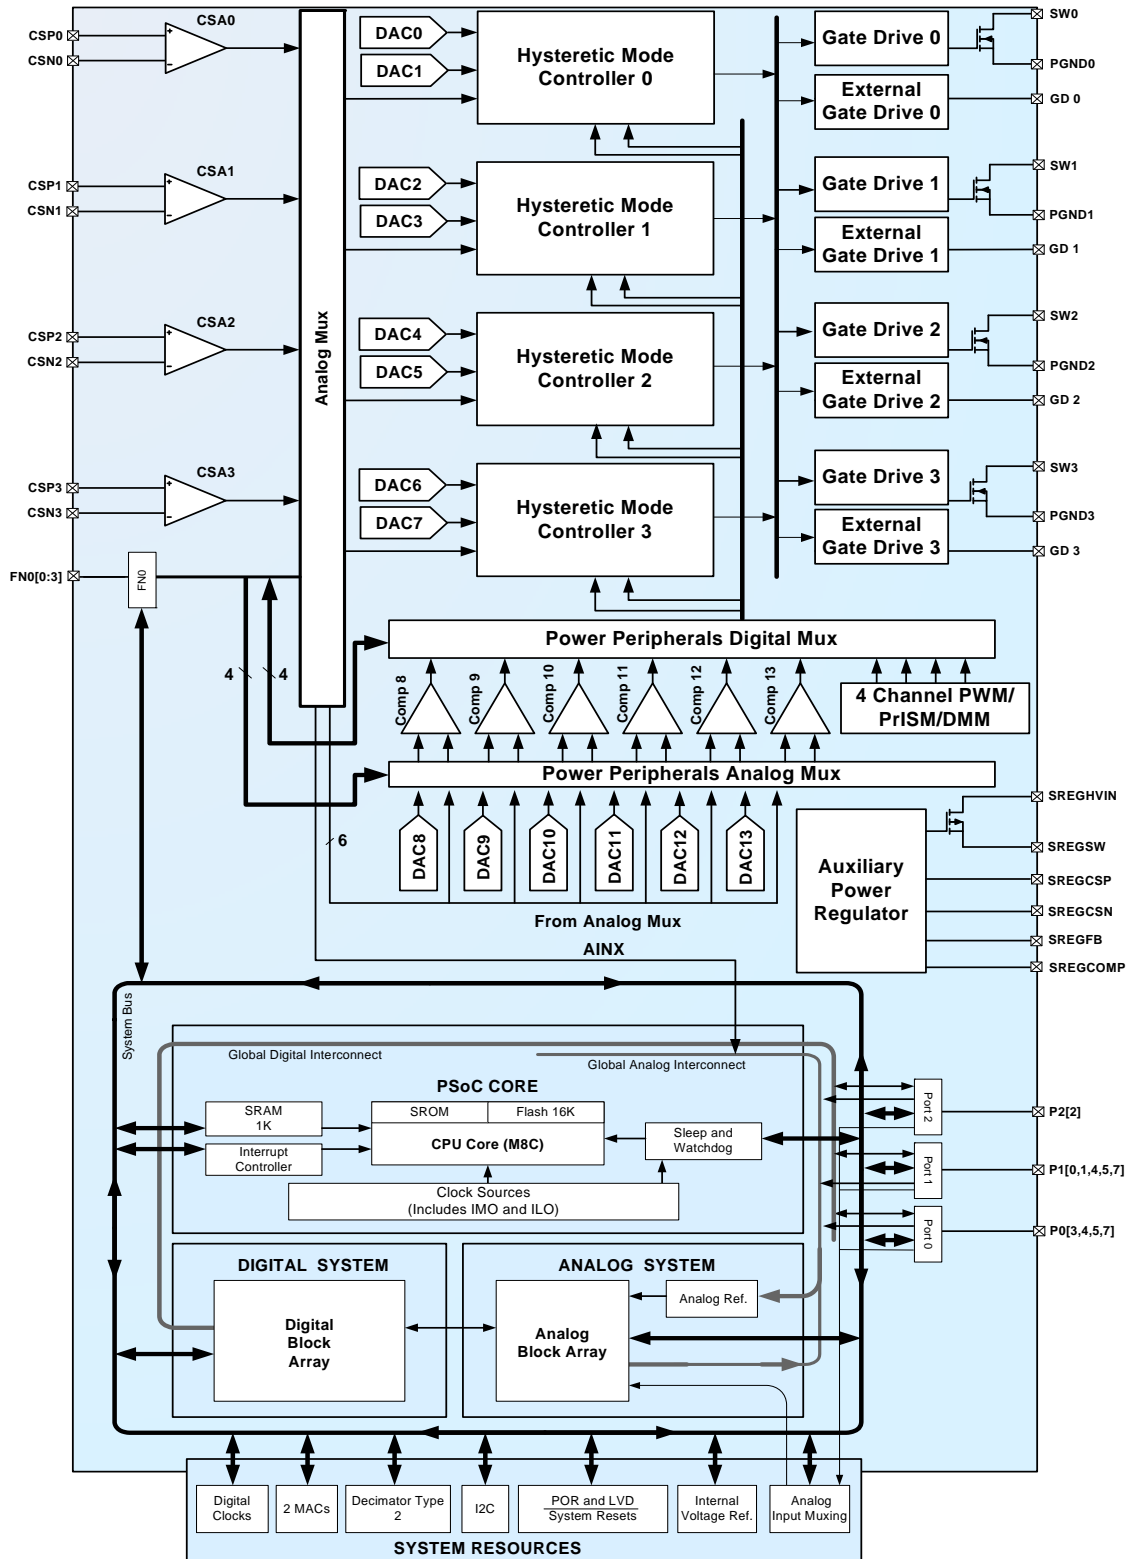 CSA0
CSP0
CSN0
CSA1
CSP1
CSN1
CSA2
CSP2
CSN2
CSA3
CSP3
CSN3
FN0[0:3]
FN0
Analog Mux
DAC0
DAC1
Hysteretic Mode
Controller 0
DAC2
DAC3
Hysteretic Mode
Controller 1
DAC4
DAC5
Hysteretic Mode
Controller 2
DAC6
DAC7
Hysteretic Mode
Controller 3
Gate Drive 0
External
Gate Drive 0
Gate Drive 1
External
Gate Drive 1
Gate Drive 2
External
Gate Drive 2
Gate Drive 3
External
Gate Drive 3
SW0
PGND0
GD 0
SW1
PGND1
GD 1
SW2
PGND2
GD 2
SW3
PGND3
GD 3
Power Peripherals Digital Mux
4
4
Comp 8
Comp 9
Comp 10
Comp 11
Comp 12
Comp 13
4 Channel PWM/
PrISM/DMM
Power Peripherals Analog Mux
6
DAC8
DAC9
DAC10
DAC11
DAC12
DAC13
From Analog Mux
AINX
Auxiliary
Power
Regulator
SREGHVIN
SREGSW
SREGCSP
SREGCSN
SREGFB
SREGCOMP
System Bus
Global Digital Interconnect
Global Analog Interconnect
PSoC CORE
SRAM
1K
SROM
Flash 16K
CPU Core (M8C)
Interrupt
Controller
Sleep and
Watchdog
Clock Sources
(Includes IMO and ILO)
Port 2
Port 1
Port 0
P2[2]
P1[0,1,4,5,7]
P0[3,4,5,7]
DIGITAL SYSTEM
Digital
Block
Array
ANALOG SYSTEM
Analog
Block Array
Analog Ref.
Digital
Clocks
2 MACs
Decimator Type
2
I2C
POR and LVD
System Resets
Internal
Voltage Ref.
Analog
Input Muxing
SYSTEM RESOURCES